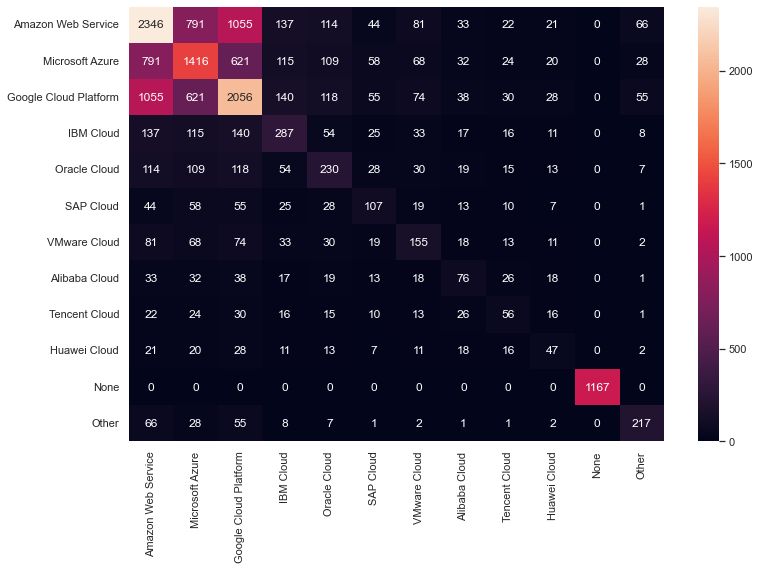 Amazon Web Service 2346 791 1055 137 114 44 81 33 22 21 0 66
Microsoft Azure 791 1416 621 115 109 58 68 32 24 20 0 28
Google Cloud Platform 1055 621 2056 140 118 55 74 38 30 28 0 55
IBM Cloud 137 115 140 287 54 25 33 17 16 11 0 8
Oracle Cloud 114 109 118 54 230 28 30 19 15 13 0 7
SAP Cloud 44 58 55 25 28 107 19 13 10 7 0 1
VMware Cloud 81 68 74 33 30 19 155 18 13 11 0 2
Alibaba Cloud 33 32 38 17 19 13 18 76 26 18 0 1
Tencent Cloud 22 24 30 16 15 10 13 26 56 16 0 1
Huawei Cloud 21 20 28 11 13 7 11 18 16 47 0 2
None 0 0 0 0 0 0 0 0 0 0 1167 0
Other 66 28 55 8 7 1 2 1 1 2 0 217
Amazon Web Service
Microsoft Azure
Google Cloud Platform
IBM Cloud
Oracle Cloud
SAP Cloud
VMware Cloud
Alibaba Cloud
Tencent Cloud
Huawei Cloud
None
Other
2000
1500
1000
500
0